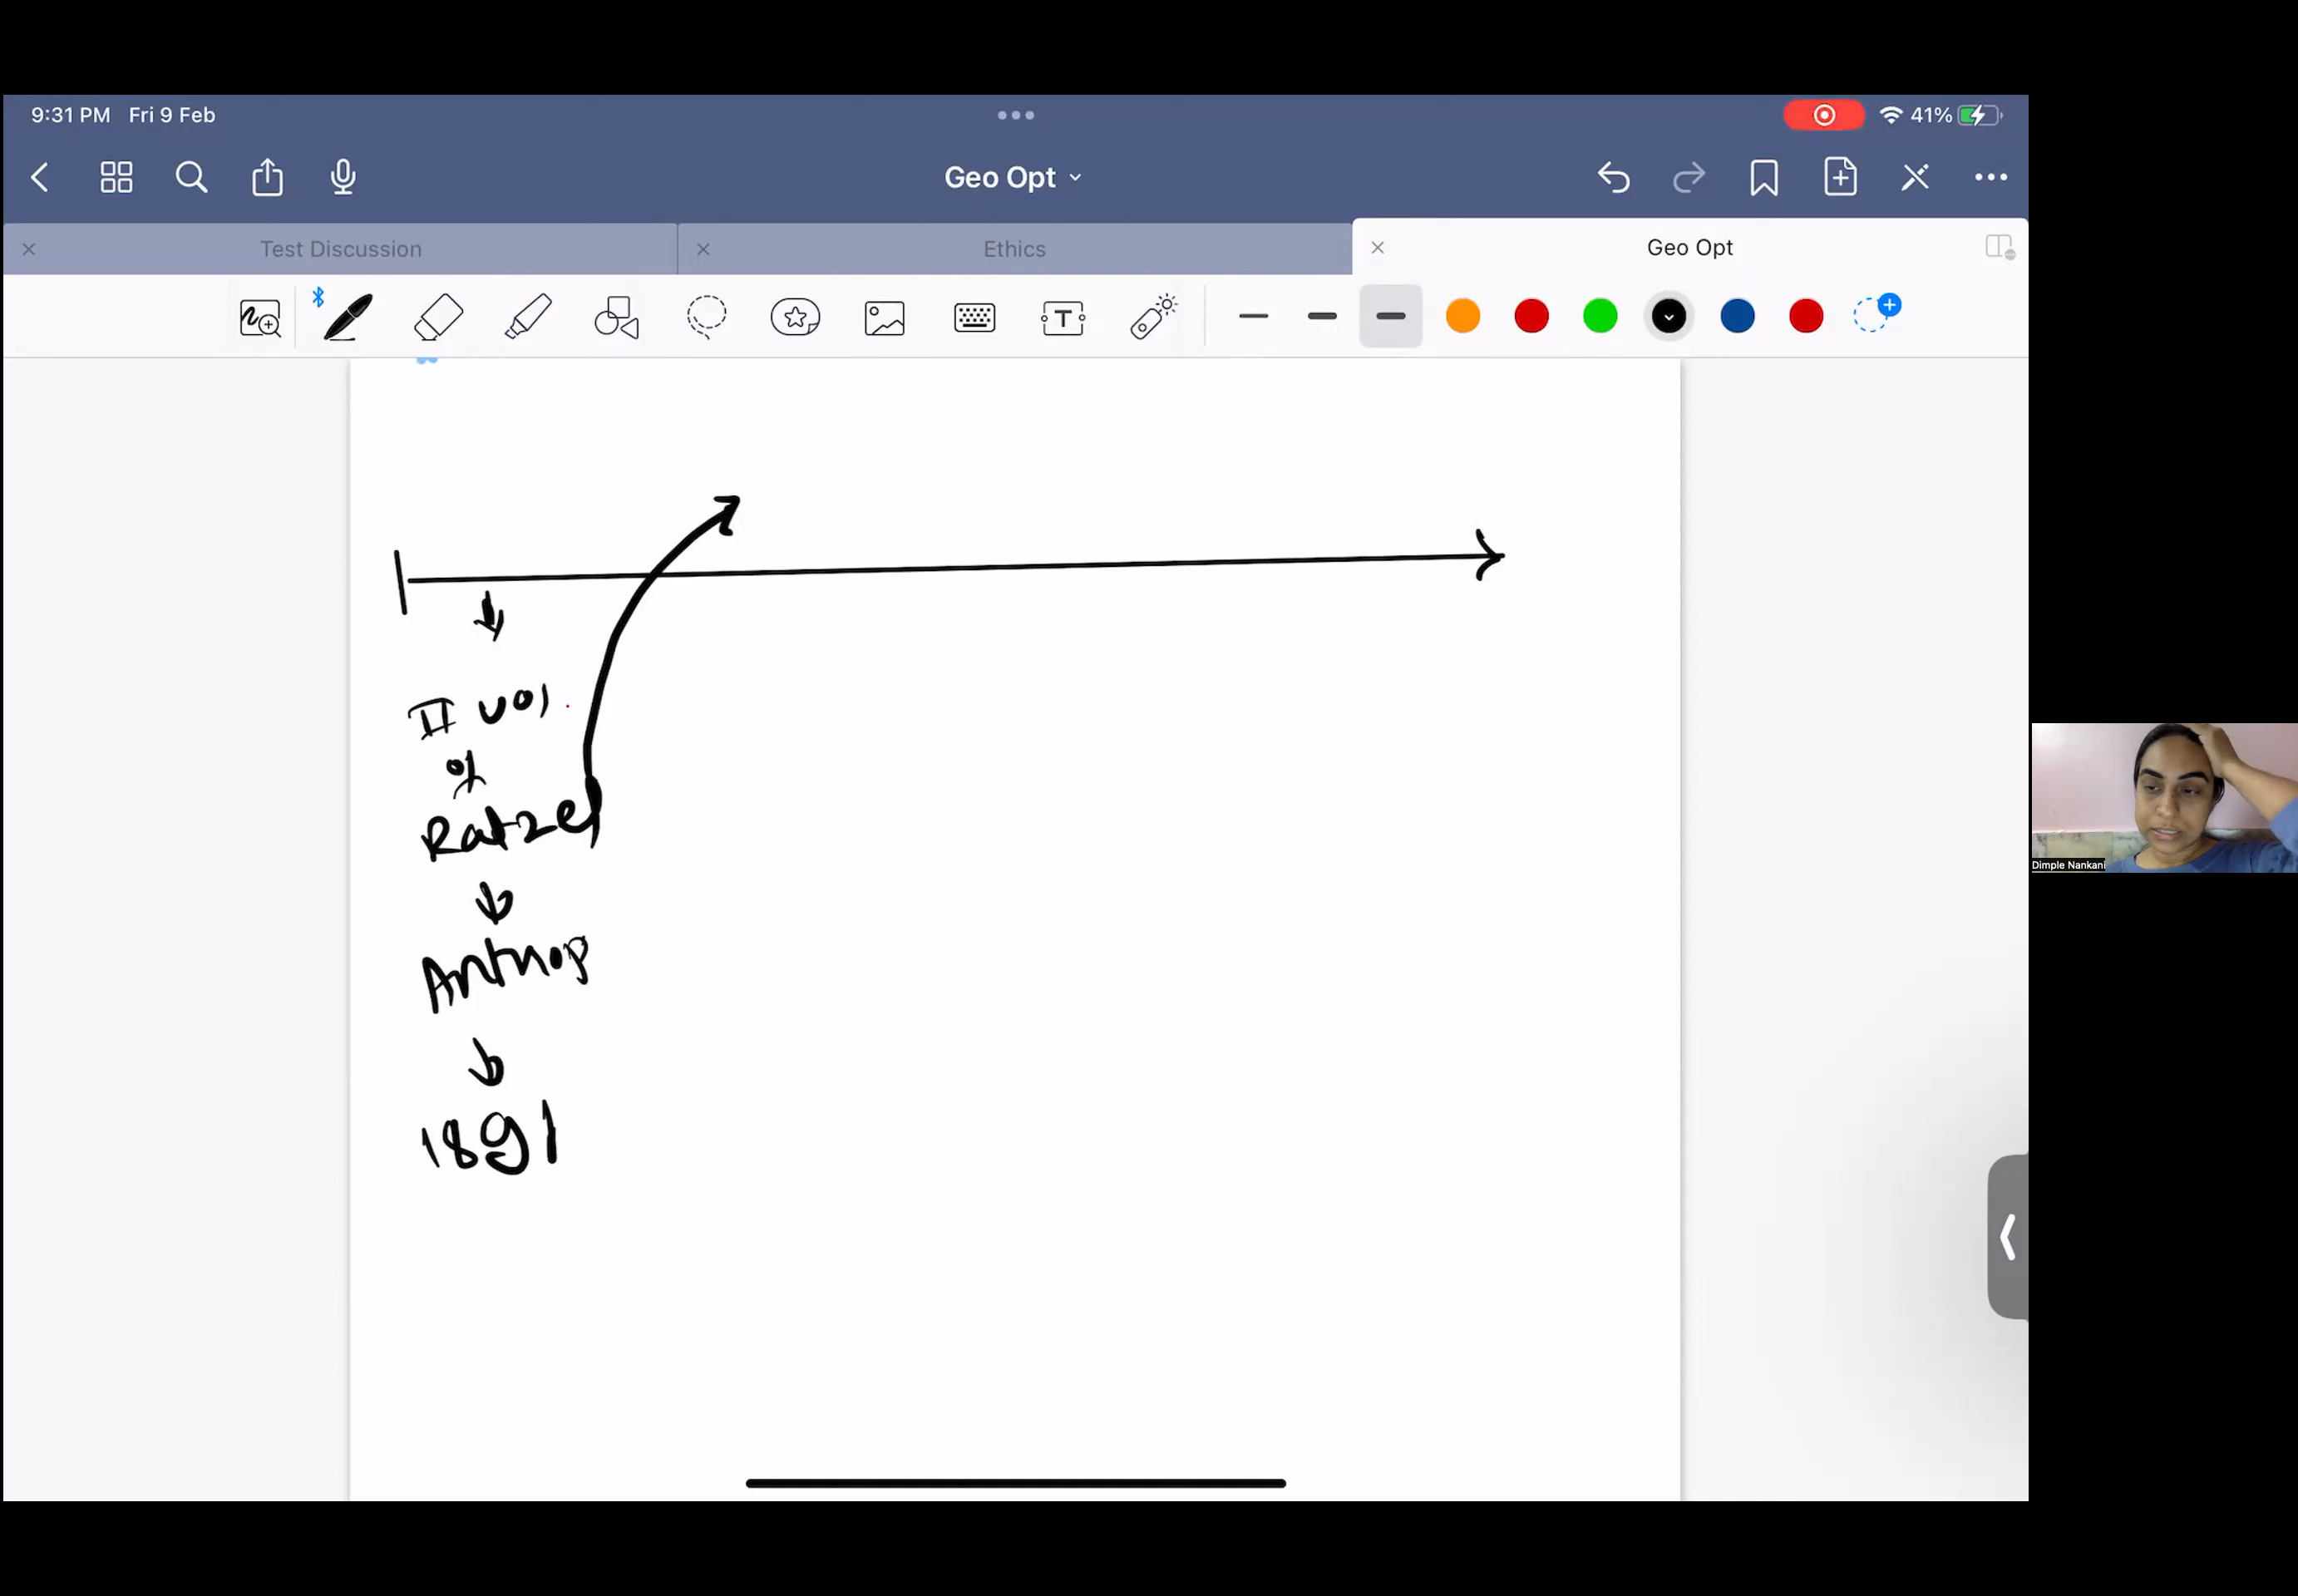 9:31 PM Fri 9 Feb
41%
Geo Opt
Test Discussion
Ethics
Geo Opt
T
II vol
of
Ratzel
Anthrop
1891
Dimple Nankani